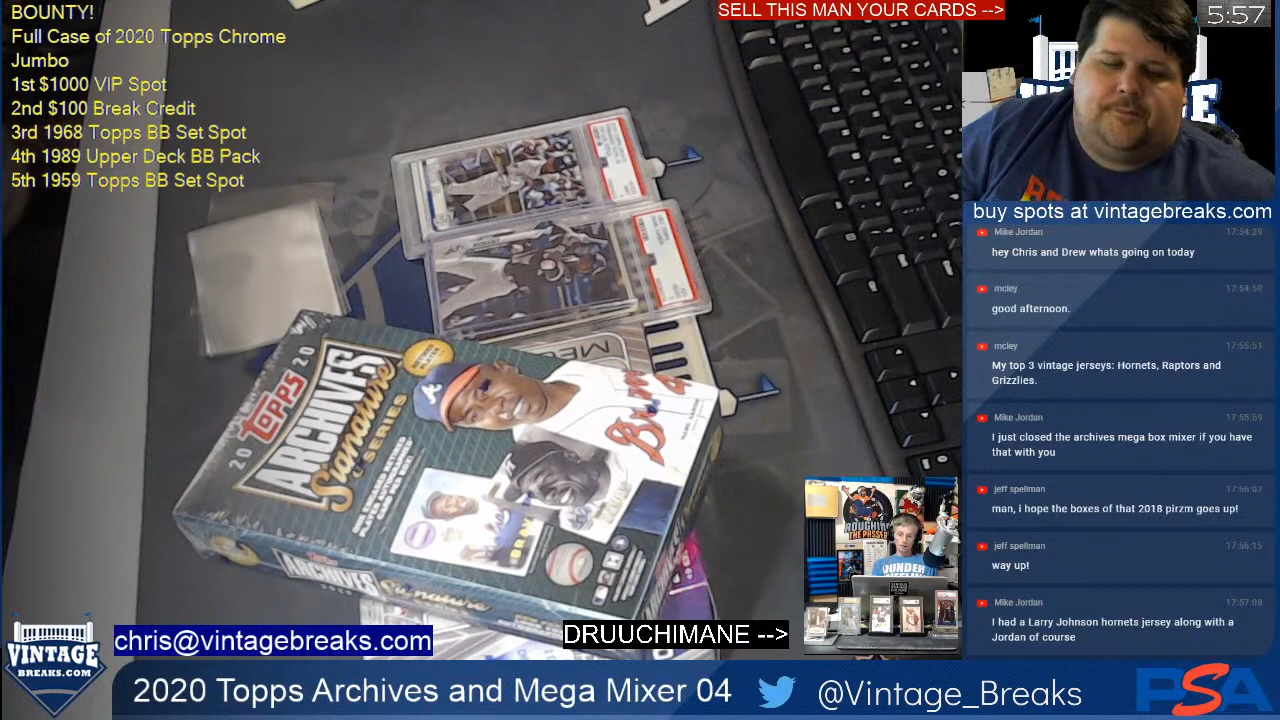 BOUNTY!
Full Case of 2020 Topps Chrome
Jumbo
1st $1000 VIP Spot
2nd $100 Break Credit
3rd 1968 Topps BB Set Spot
4th 1989 Upper Deck BB Pack
5th 1959 Topps BB Set Spot
SELL THIS MAN YOUR CARDS -->
5:57
buy spots at vintagebreaks.com
Mike Jordan 17:54:29
hey Chris and Drew whats going on today
mcley 17:54:50
good afternoon.
mcley 17:55:51
My top 3 vintage jerseys: Hornets, Raptors and
Grizzlies.
Mike Jordan 17:55:59
I just closed the archives mega box mixer if you have
that with you
jeff spellman 17:56:07
man, i hope the boxes of that 2018 pirzm goes up!
jeff spellman 17:56:15
way up!
Mike Jordan 17:57:08
I had a Larry Johnson hornets jersey along with a
Jordan of course
20 TOPPS 20
ARCHIVES
Signature
SERIES
TOPPS
ARCHIVES
Signature
ROUGHING
THE PASSER
DRUUCHIMANE -->
chris@vintagebreaks.com
VINTAGE
BREAKS.COM
2020 Topps Archives and Mega Mixer 04
@Vintage_Breaks
PSA